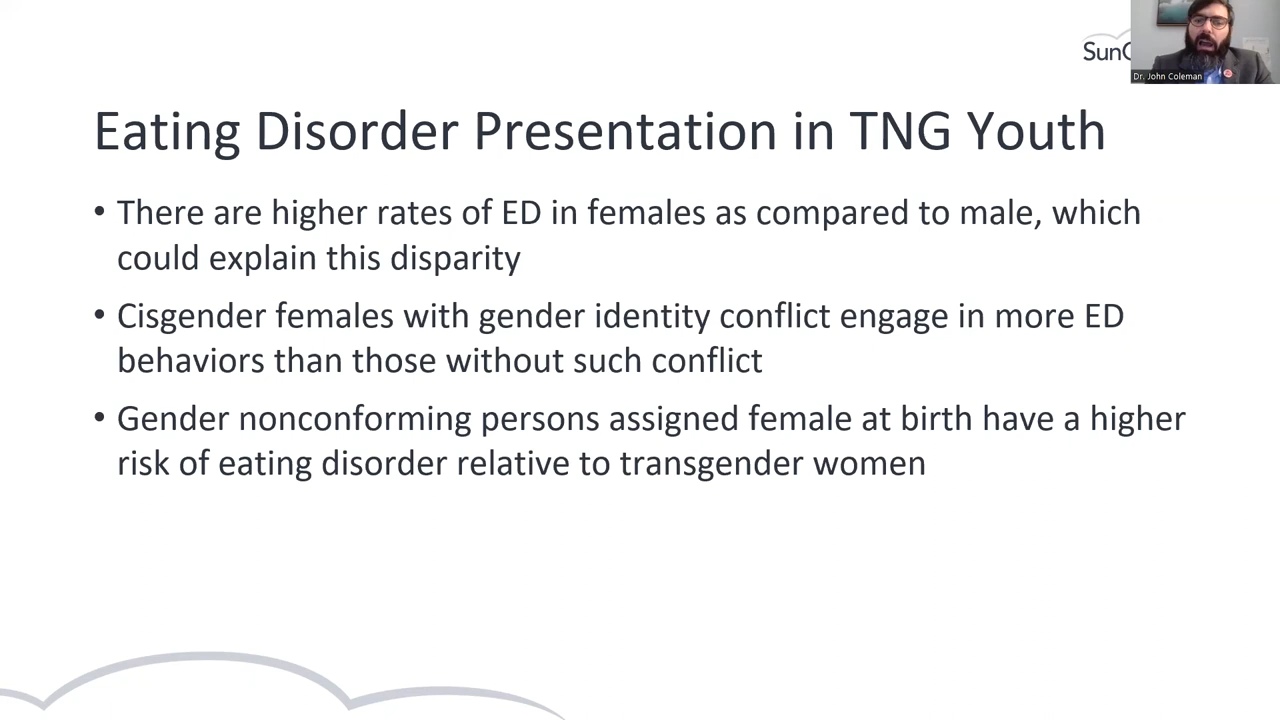 Dr. John Coleman
Eating Disorder Presentation in TNG Youth
• There are higher rates of ED in females as compared to male, which
could explain this disparity
• Cisgender females with gender identity conflict engage in more ED
behaviors than those without such conflict
• Gender nonconforming persons assigned female at birth have a higher
risk of eating disorder relative to transgender women